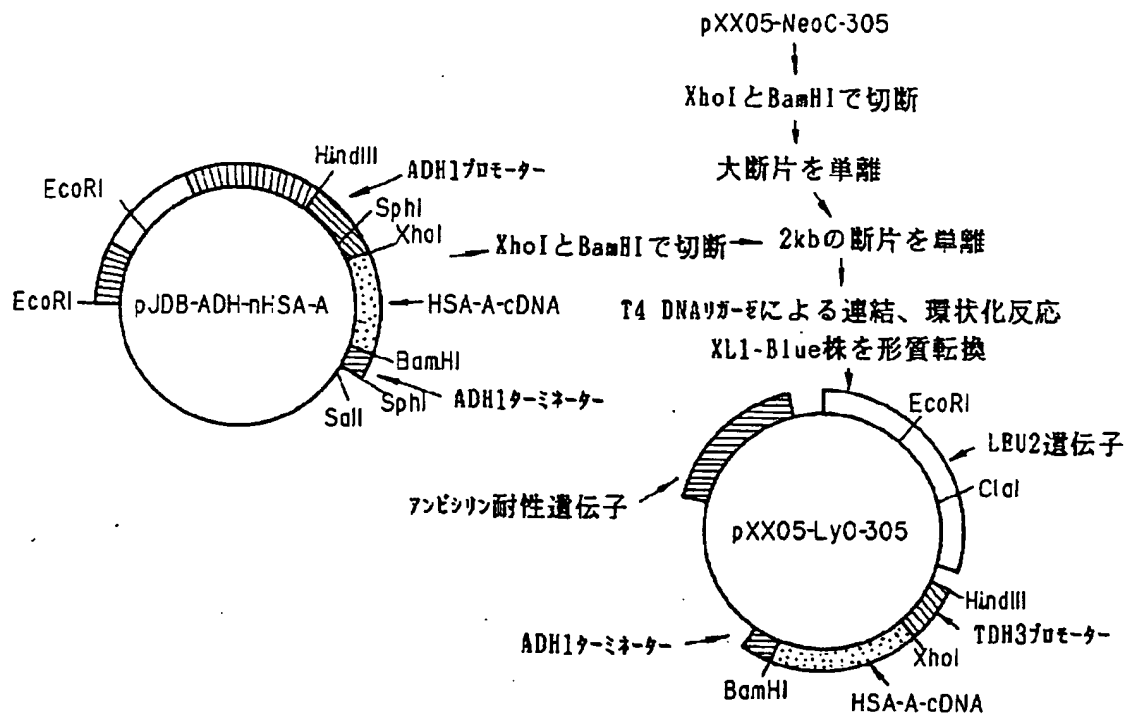 pXX05-NeoC-305
XhoIとBamHIで切断
大断片を単離
HindIII
ADH1プロモーター
EcoRI
SphI
XhoI
XhoIとBamHIで切断
2kbの断片を単離
EcoRI
pJDB-ADH-nHSA-A
HSA-A-cDNA
T4 DNAリガーゼによる連結、環状化反応
XL1-Blue株を形質転換
BamHI
SphI
ADH1ターミネーター
SalI
EcoRI
LEU2遺伝子
ClaI
アンピシリン耐性遺伝子
pXX05-LyO-305
HindIII
TDH3プロモーター
XhoI
ADH1ターミネーター
BamHI
HSA-A-cDNA